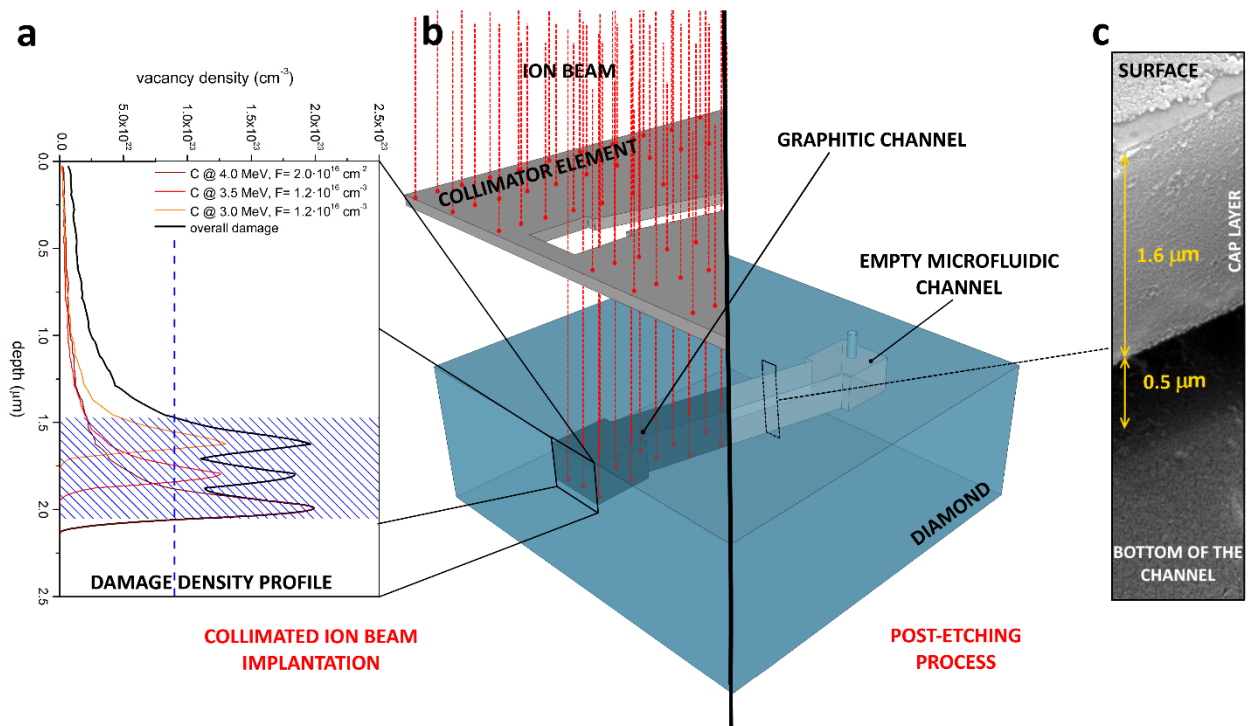 a
vacancy density (cm⁻³)
0.0
5.0x10²²
1.0x10²³
1.5x10²³
2.0x10²³
2.5x10²³
0.0
0.5
1.0
1.5
2.0
2.5
depth (μm)
C @ 4.0 MeV, F= 2.0·10¹⁶ cm²
C @ 3.5 MeV, F= 1.2·10¹⁶ cm⁻³
C @ 3.0 MeV, F= 1.2·10¹⁶ cm⁻³
overall damage
DAMAGE DENSITY PROFILE
COLLIMATED ION BEAM
IMPLANTATION
b
ION BEAM
COLLIMATOR ELEMENT
GRAPHITIC CHANNEL
EMPTY MICROFLUIDIC
CHANNEL
DIAMOND
POST-ETCHING
PROCESS
c
SURFACE
1.6 μm
CAP LAYER
0.5 μm
BOTTOM OF THE
CHANNEL